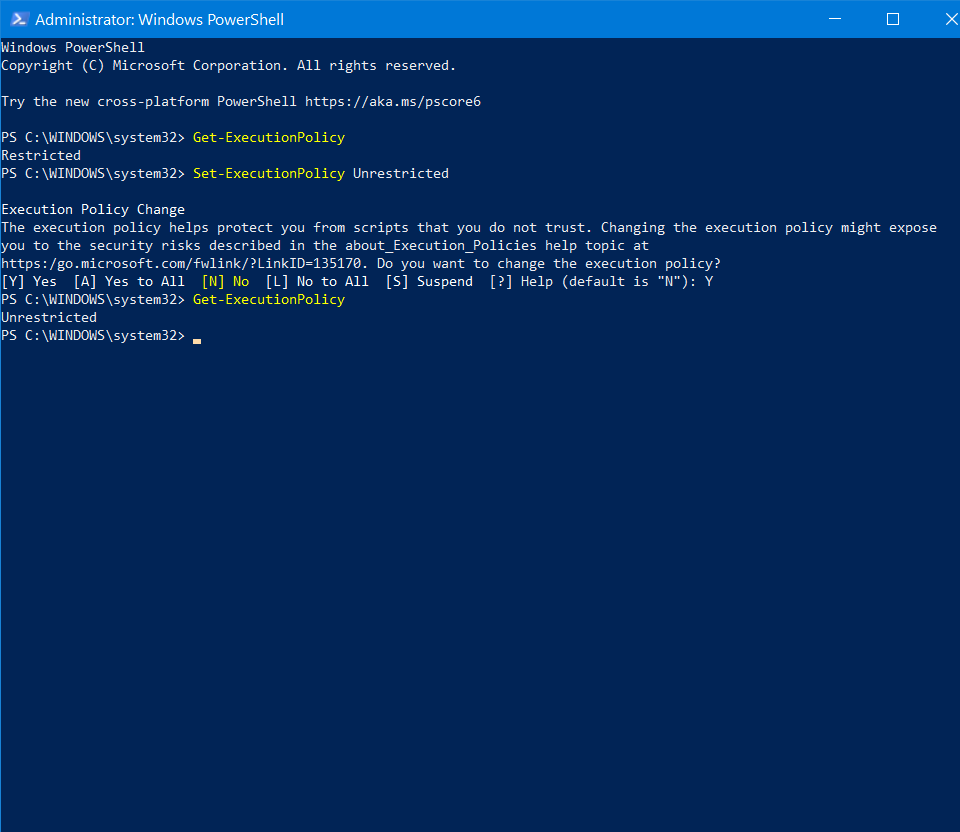 Administrator: Windows PowerShell
Windows PowerShell
Copyright (C) Microsoft Corporation. All rights reserved.
Try the new cross-platform PowerShell https://aka.ms/pscore6
PS C:\WINDOWS\system32> Get-ExecutionPolicy
Restricted
PS C:\WINDOWS\system32> Set-ExecutionPolicy Unrestricted
Execution Policy Change
The execution policy helps protect you from scripts that you do not trust. Changing the execution policy might expose
you to the security risks described in the about_Execution_Policies help topic at
https:/go.microsoft.com/fwlink/?LinkID=135170. Do you want to change the execution policy?
[Y] Yes  [A] Yes to All  [N] No  [L] No to All  [S] Suspend  [?] Help (default is "N"): Y
PS C:\WINDOWS\system32> Get-ExecutionPolicy
Unrestricted
PS C:\WINDOWS\system32>